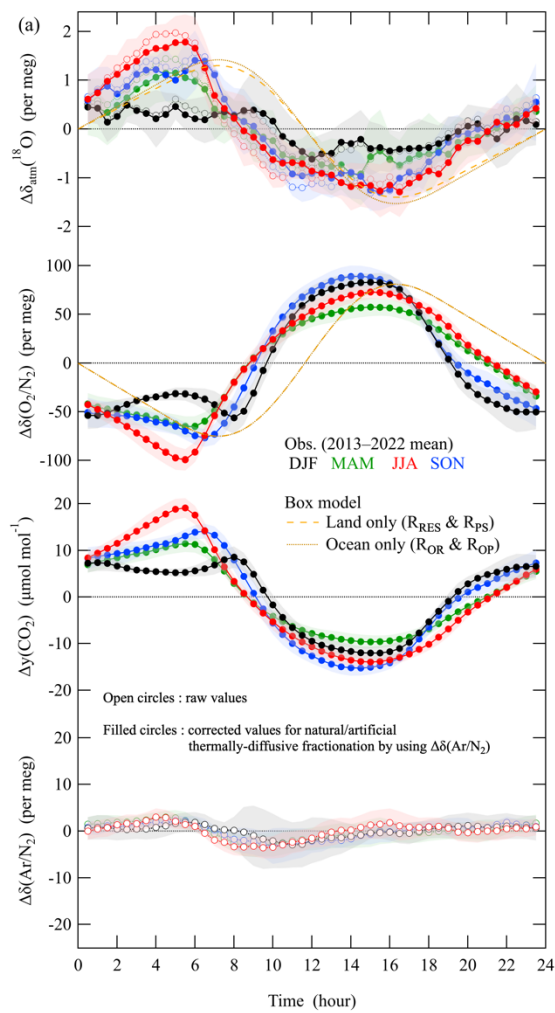 (a)
Δδatm(18O) (per meg)
2
1
0
-1
-2
Δδ(O2/N2) (per meg)
100
50
0
-50
-100
Obs. (2013–2022 mean)
DJF MAM JJA SON
Box model
Land only (RRES & RPS)
Ocean only (ROR & ROP)
Δy(CO2) (μmol mol-1)
20
10
0
-10
-20
Open circles : raw values
Filled circles : corrected values for natural/artificial
thermally-diffusive fractionation by using Δδ(Ar/N2)
Δδ(Ar/N2) (per meg)
20
10
0
-10
-20
0 2 4 6 8 10 12 14 16 18 20 22 24
Time (hour)